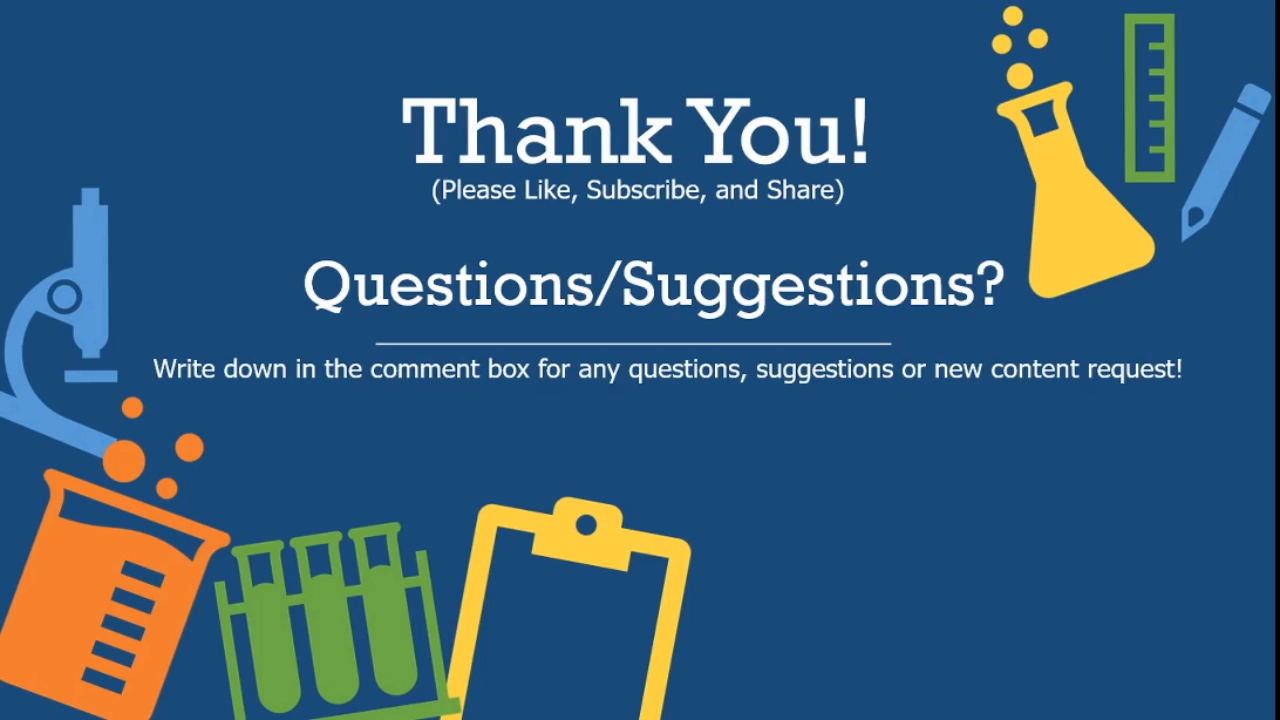 Thank You!
(Please Like, Subscribe, and Share)
Questions/Suggestions?
Write down in the comment box for any questions, suggestions or new content request!